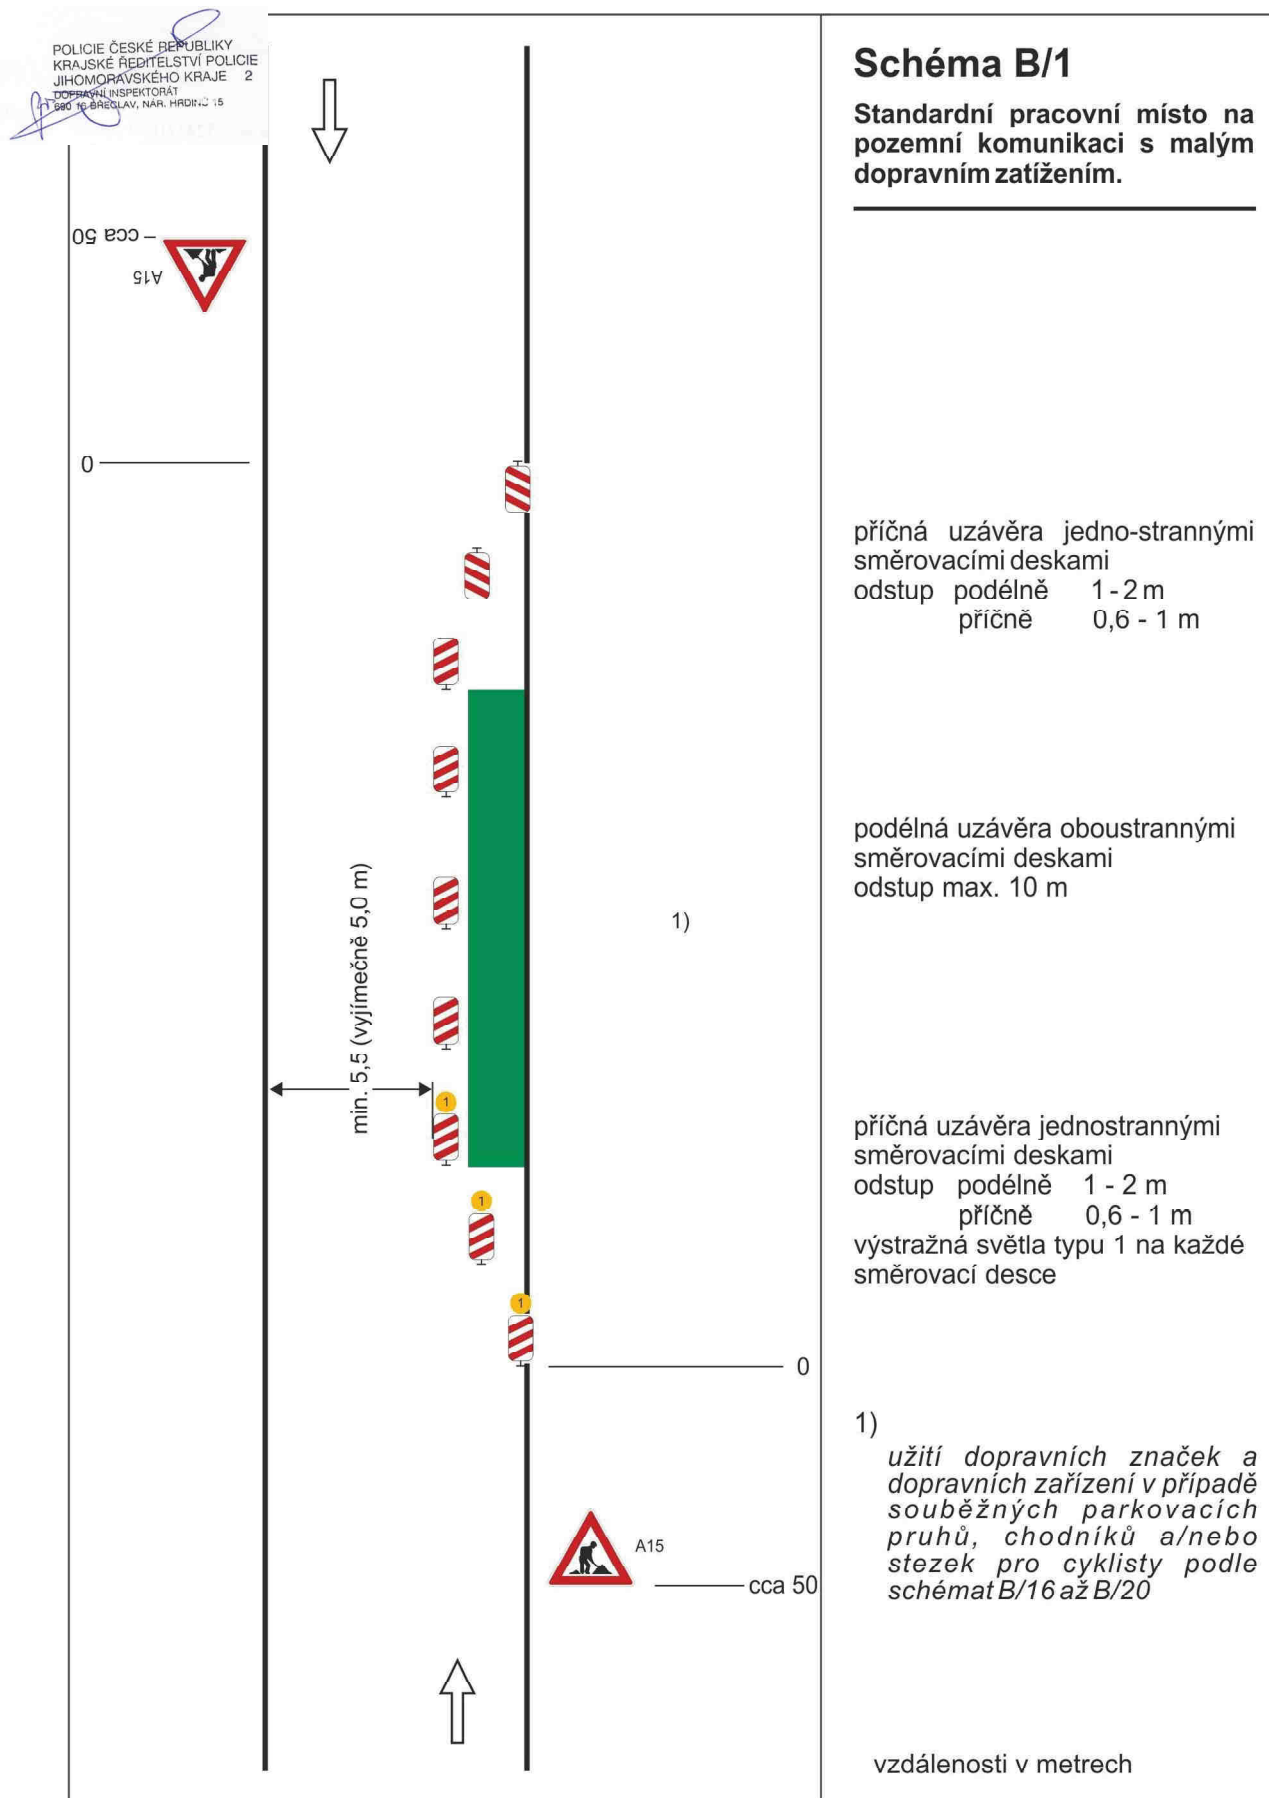 POLICIE ČESKÉ REPUBLIKY
KRAJSKÉ ŘEDITELSTVÍ POLICIE
JIHOMORAVSKÉHO KRAJE 2
DOPRAVNÍ INSPEKTORÁT
690 16 BŘECLAV, NÁR. HRDINŮ 15
Schéma B/1
Standardní pracovní místo na
pozemní komunikaci s malým
dopravním zatížením.
cca 50
A15
0
příčná uzávěra jedno-strannými
směrovacími deskami
odstup podélně 1 - 2 m
příčně 0,6 - 1 m
podélná uzávěra oboustrannými
směrovacími deskami
odstup max. 10 m
1)
min. 5,5 (vyjímečně 5,0 m)
1
1
1
příčná uzávěra jednostrannými
směrovacími deskami
odstup podélně 1 - 2 m
příčně 0,6 - 1 m
výstražná světla typu 1 na každé
směrovací desce
0
A15
cca 50
1)
užití dopravních značek a
dopravních zařízení v případě
souběžných parkovacích
pruhů, chodníků a/nebo
stezek pro cyklisty podle
schémat B/16 až B/20
vzdálenosti v metrech